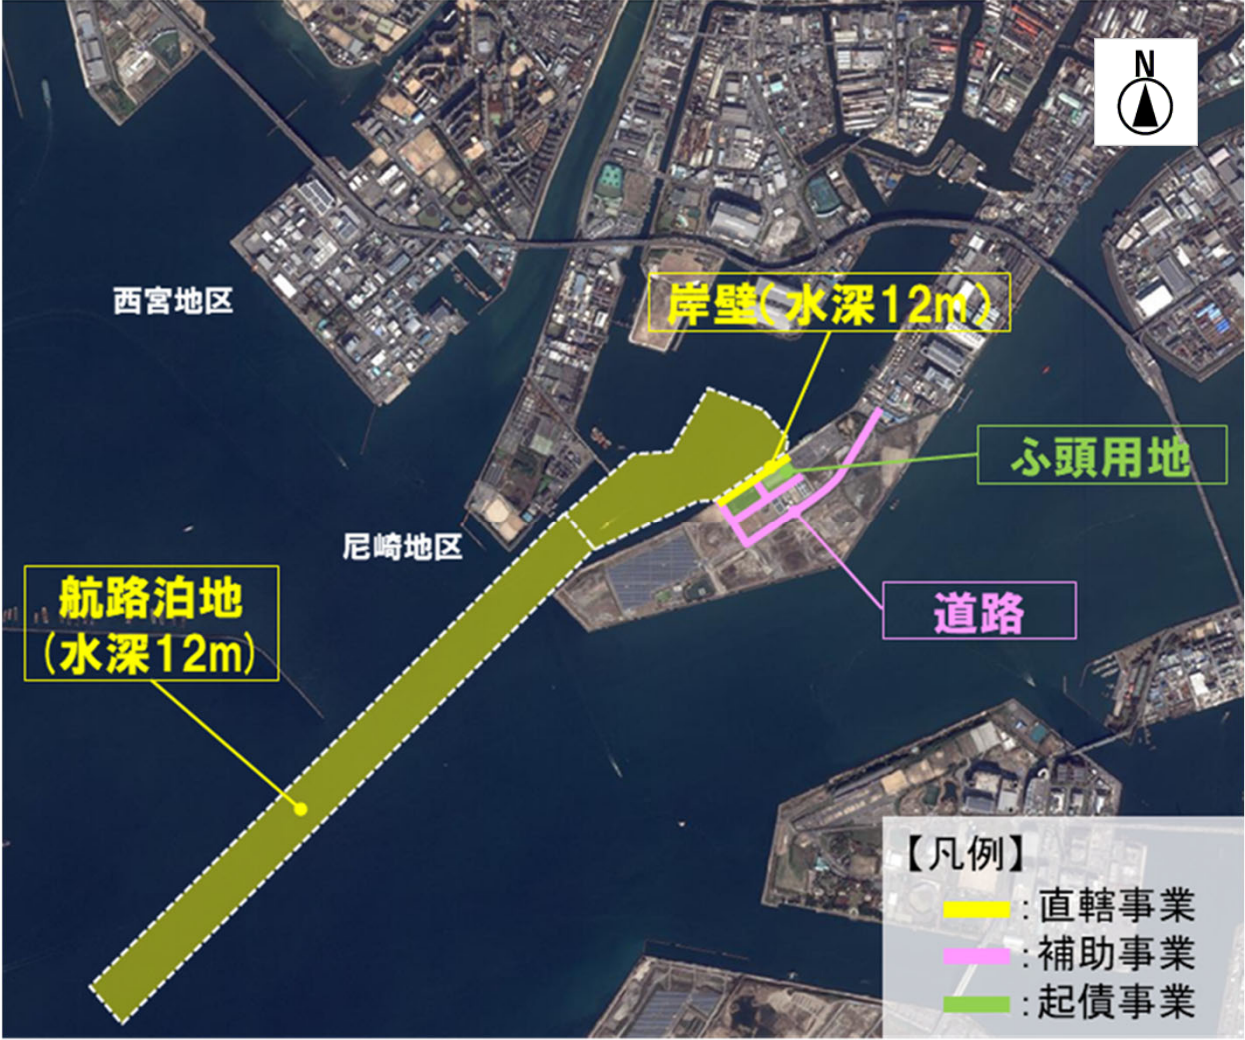 N
西宮地区
岸壁(水深12m)
ふ頭用地
尼崎地区
航路泊地
(水深12m)
道路
【凡例】
:直轄事業
:補助事業
:起債事業